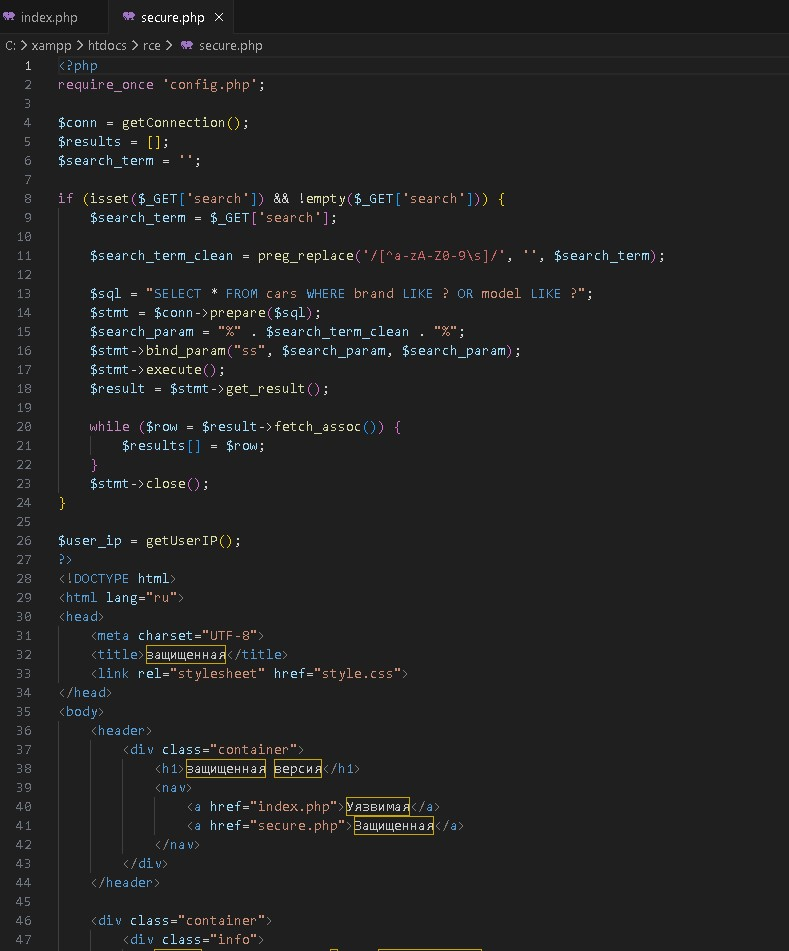 index.php secure.php ×
C: > xampp > htdocs > rce > secure.php
1 <?php
2 require_once 'config.php';
3
4 $conn = getConnection();
5 $results = [];
6 $search_term = '';
7
8 if (isset($_GET['search']) && !empty($_GET['search'])) {
9 $search_term = $_GET['search'];
10
11 $search_term_clean = preg_replace('/[^a-zA-Z0-9\s]/', '', $search_term);
12
13 $sql = "SELECT * FROM cars WHERE brand LIKE ? OR model LIKE ?";
14 $stmt = $conn->prepare($sql);
15 $search_param = "%" . $search_term_clean . "%";
16 $stmt->bind_param("ss", $search_param, $search_param);
17 $stmt->execute();
18 $result = $stmt->get_result();
19
20 while ($row = $result->fetch_assoc()) {
21 $results[] = $row;
22 }
23 $stmt->close();
24 }
25
26 $user_ip = getUserIP();
27 ?>
28 <!DOCTYPE html>
29 <html lang="ru">
30 <head>
31 <meta charset="UTF-8">
32 <title>защищенная</title>
33 <link rel="stylesheet" href="style.css">
34 </head>
35 <body>
36 <header>
37 <div class="container">
38 <h1>защищенная версия</h1>
39 <nav>
40 <a href="index.php">Уязвимая</a>
41 <a href="secure.php">Защищенная</a>
42 </nav>
43 </div>
44 </header>
45
46 <div class="container">
47 <div class="info">